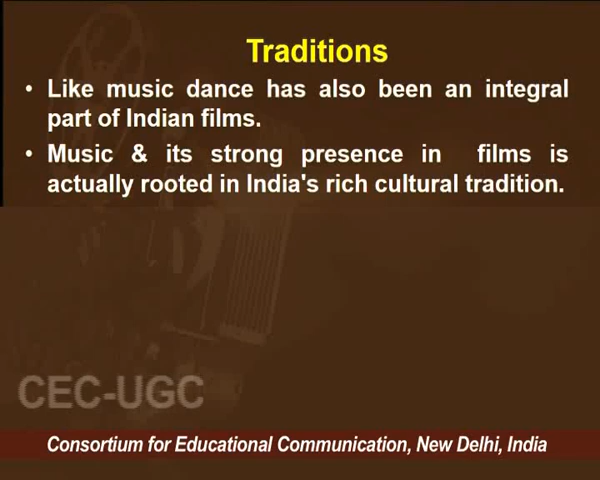 Traditions
• Like music dance has also been an integral
part of Indian films.
• Music & its strong presence in films is
actually rooted in India's rich cultural tradition.
CEC-UGC
Consortium for Educational Communication, New Delhi, India